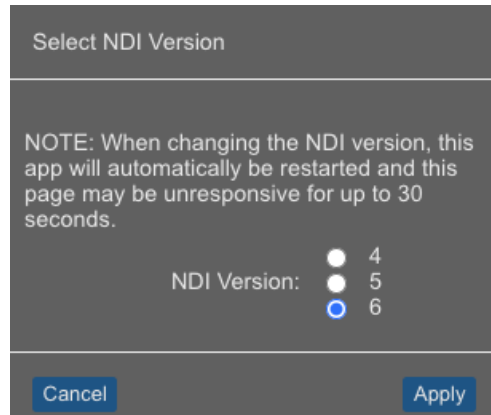 Select NDI Version
NOTE: When changing the NDI version, this
app will automatically be restarted and this
page may be unresponsive for up to 30
seconds.
4
NDI Version: 5
6
Cancel Apply